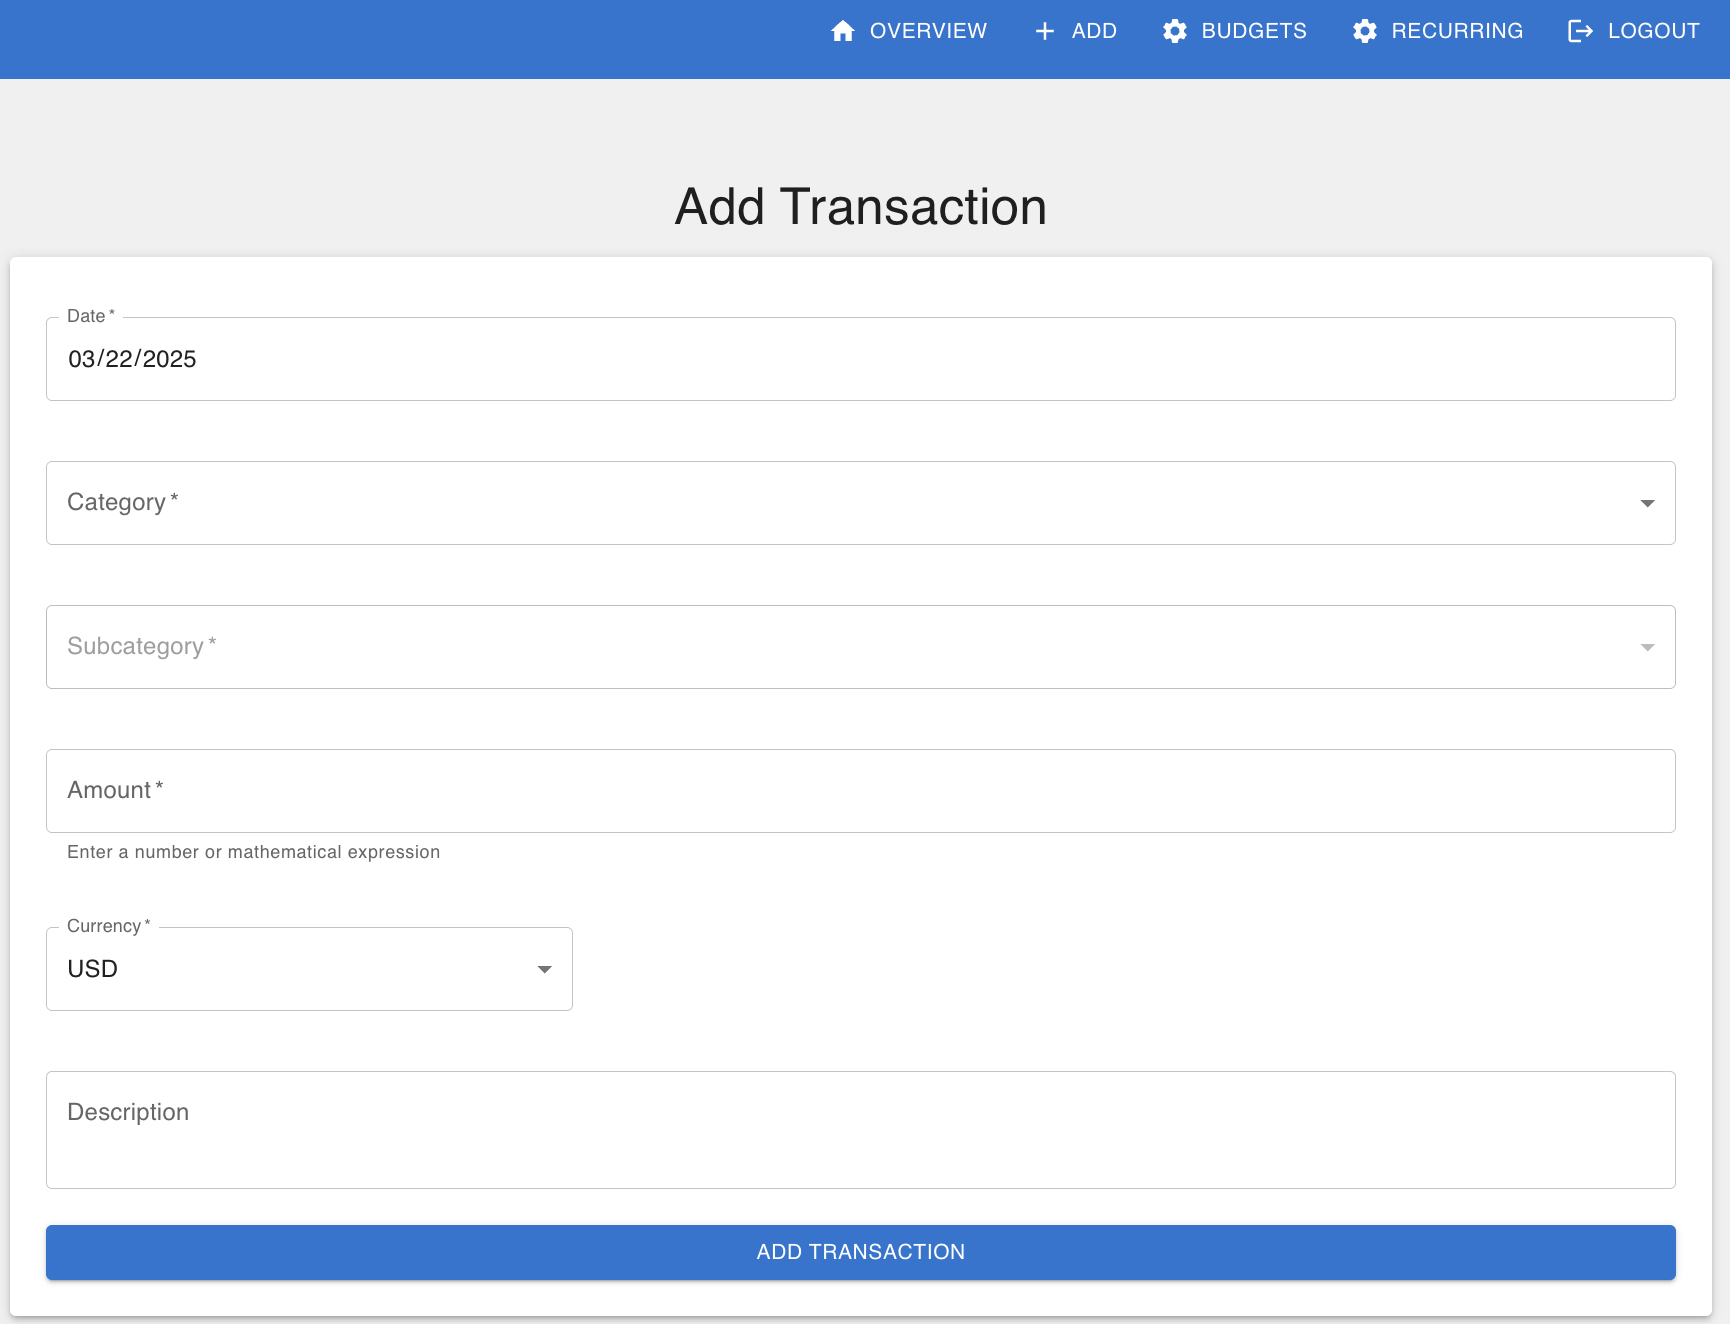 OVERVIEW ADD BUDGETS RECURRING LOGOUT
Add Transaction
Date *
03/22/2025
Category *
Subcategory *
Amount *
Enter a number or mathematical expression
Currency *
USD
Description
ADD TRANSACTION